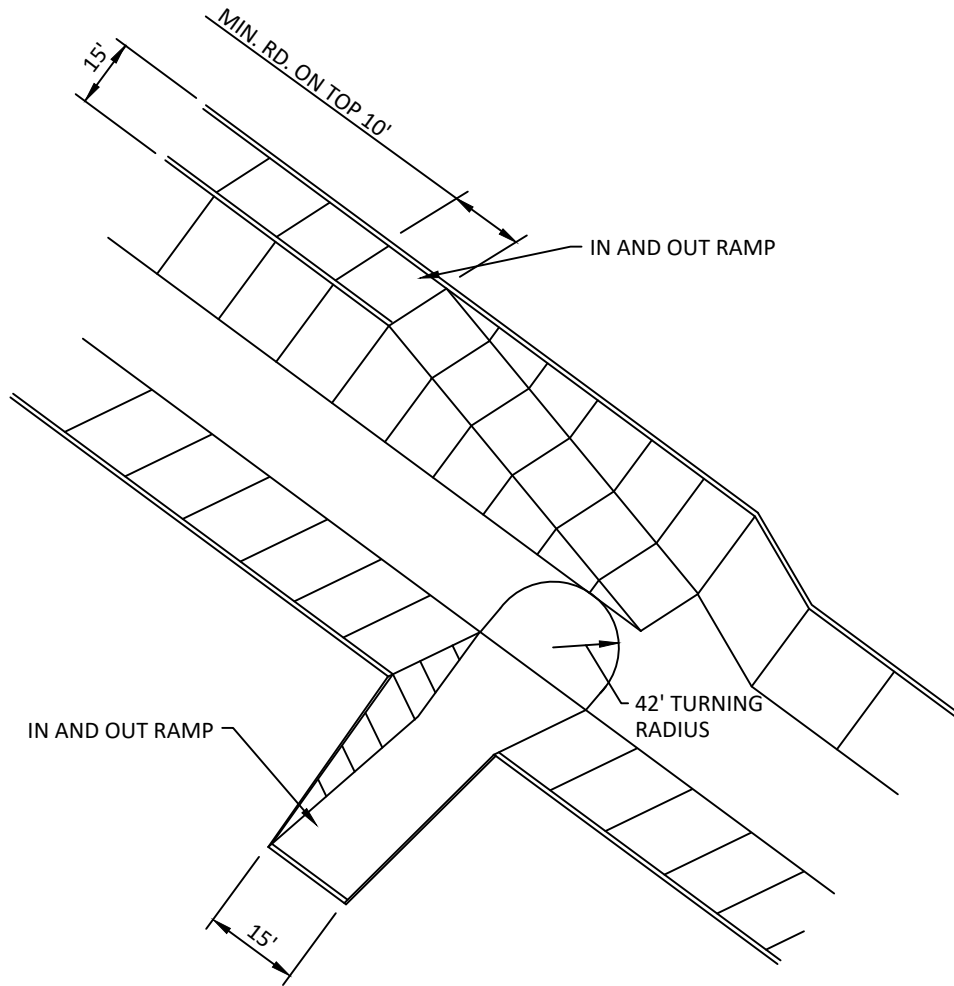 MIN. RD. ON TOP 10'
15'
IN AND OUT RAMP
42' TURNING
RADIUS
IN AND OUT RAMP
15'